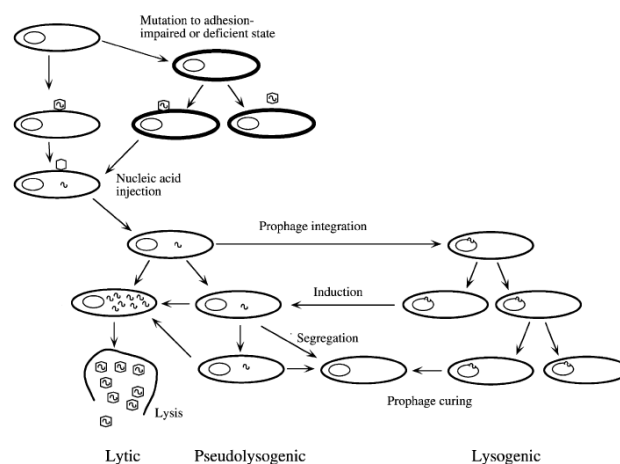 Mutation to adhesion-
impaired or deficient state
Nucleic acid
injection
Prophage integration
Induction
Segregation
Prophage curing
Lysis
Lytic
Pseudolysogenic
Lysogenic